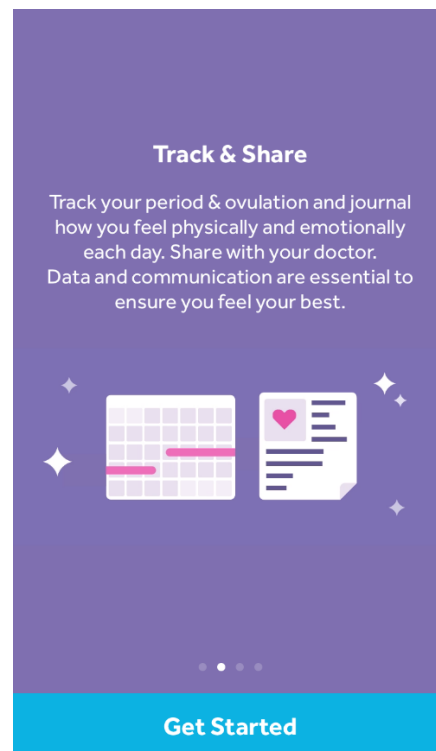 Track & Share
Track your period & ovulation and journal
how you feel physically and emotionally
each day. Share with your doctor.
Data and communication are essential to
ensure you feel your best.
Get Started